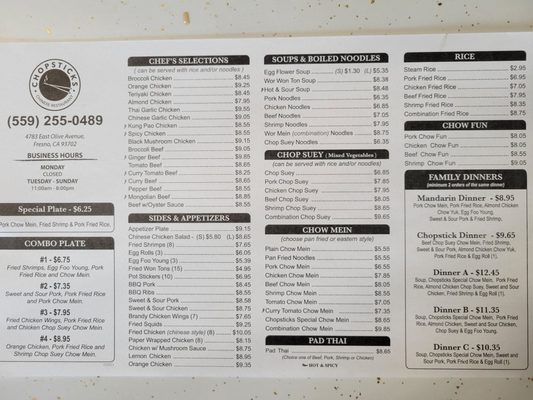 CHOPSTICKS
CHINESE RESTAURANT
(559) 255-0489
4783 East Olive Avenue,
Fresno, CA 93702
BUSINESS HOURS
MONDAY
CLOSED
TUESDAY - SUNDAY
11:00am - 8:00pm
Special Plate - $6.25
Pork Chow Mein, Fried Shrimp & Pork Fried Rice.
COMBO PLATE
#1 - $6.75
Fried Shrimps, Egg Foo Young, Pork
Fried Rice and Chow Mein.
#2 - $7.35
Sweet and Sour Pork, Fried Rice
and Pork Chow Mein.
#3 - $7.95
Fried Chicken Wings, Pork Fried Rice
and Chicken Chop Suey Chow Mein.
#4 - $8.95
Orange Chicken, Pork Fried Rice and
Shrimp Chop Suey Chow Mein.
CHEF'S SELECTIONS
( can be served with rice and/or noodles )
Broccoli Chicken $8.45
Orange Chicken $9.25
Teriyaki Chicken $8.45
Almond Chicken $7.95
Thai Garlic Chicken $9.55
Chinese Garlic Chicken $9.05
Kung Pao Chicken $8.55
Spicy Chicken $8.55
Black Mushroom Chicken $9.15
Broccoli Beef $9.05
Ginger Beef $9.85
Tomato Beef $8.65
Curry Tomato Beef $8.25
Curry Beef $8.65
Pepper Beef $8.55
Mongolian Beef $8.85
Beef w/Oyster Sauce $8.55
SIDES & APPETIZERS
Appetizer Plate $9.15
Chinese Chicken Salad - (S) $5.80 (L) $8.65
Fried Shrimps (8) $7.65
Egg Rolls (3) $6.05
Egg Foo Young (3) $5.39
Fried Won Tons (15) $4.95
Pot Stickers (10) $6.95
BBQ Pork $8.45
BBQ Ribs $8.55
Sweet & Sour Pork $8.58
Sweet & Sour Chicken $8.75
Brandy Chicken Wings (7) $7.65
Fried Squids $9.25
Fried Chicken (chinese style) (8) $10.05
Paper Wrapped Chicken (8) $8.15
Chicken w/ Mushroom Sauce $8.75
Lemon Chicken $8.95
Orange Chicken $9.35
SOUPS & BOILED NOODLES
Egg Flower Soup (S) $1.30 (L) $5.35
Wor Won Ton Soup $8.38
Hot & Sour Soup $8.48
Pork Noodles $6.35
Chicken Noodles $6.85
Beef Noodles $7.05
Shrimp Noodles $7.95
Wor Mein (combination) Noodles $8.75
Chop Suey Noodles $6.35
CHOP SUEY ( Mixed Vegetables )
(can be served with rice and/or noodles)
Chop Suey $6.85
Pork Chop Suey $7.65
Chicken Chop Suey $7.95
Beef Chop Suey $8.05
Shrimp Chop Suey $8.65
Combination Chop Suey $9.65
CHOW MEIN
(choose pan fried or eastern style)
Plain Chow Mein $5.55
Pan Fried Noodles $5.55
Pork Chow Mein $6.55
Chicken Chow Mein $7.85
Beef Chow Mein $8.05
Shrimp Chow Mein $8.55
Tomato Chow Mein $7.05
Curry Tomato Chow Mein $7.35
Chopsticks Special Chow Mein $8.65
Combination Chow Mein $9.85
PAD THAI
Pad Thai $8.65
(Choice one of Beef, Pork, Shrimp or Chicken)
HOT & SPICY
RICE
Steam Rice $2.95
Pork Fried Rice $6.95
Chicken Fried Rice $7.05
Beef Fried Rice $7.95
Shrimp Fried Rice $8.35
Combination Fried Rice $8.75
CHOW FUN
Pork Chow Fun $8.05
Chicken Chow Fun $8.05
Beef Chow Fun $8.55
Shrimp Chow Fun $9.05
FAMILY DINNERS
(minimum 2 orders of the same dinner)
Mandarin Dinner - $8.95
Pork Chow Mein, Pork Fried Rice, Almond Chicken
Chow Yuk, Egg Foo Young,
Sweet & Sour Pork & Fried Shrimp.
Chopstick Dinner - $9.65
Beef Chop Suey Chow Mein, Fried Shrimp,
Sweet & Sour Pork, Almond Chicken Chow Yuk,
Pork Fried Rice & Egg Roll (1).
Dinner A - $12.45
Soup, Chopsticks Special Chow Mein, Pork Fried
Rice, Almond Chicken Chop Suey, Sweet and Sour
Chicken, Fried Shrimp & Egg Roll (1).
Dinner B - $11.35
Soup, Chopsticks Special Chow Mein, Pork Fried
Rice, Almond Chicken, Sweet and Sour Chicken,
Chop Suey & Egg Foo Young.
Dinner C - $10.35
Soup, Chopsticks Special Chow Mein, Sweet and
Sour Pork, Pork Fried Rice & Egg Roll (1).